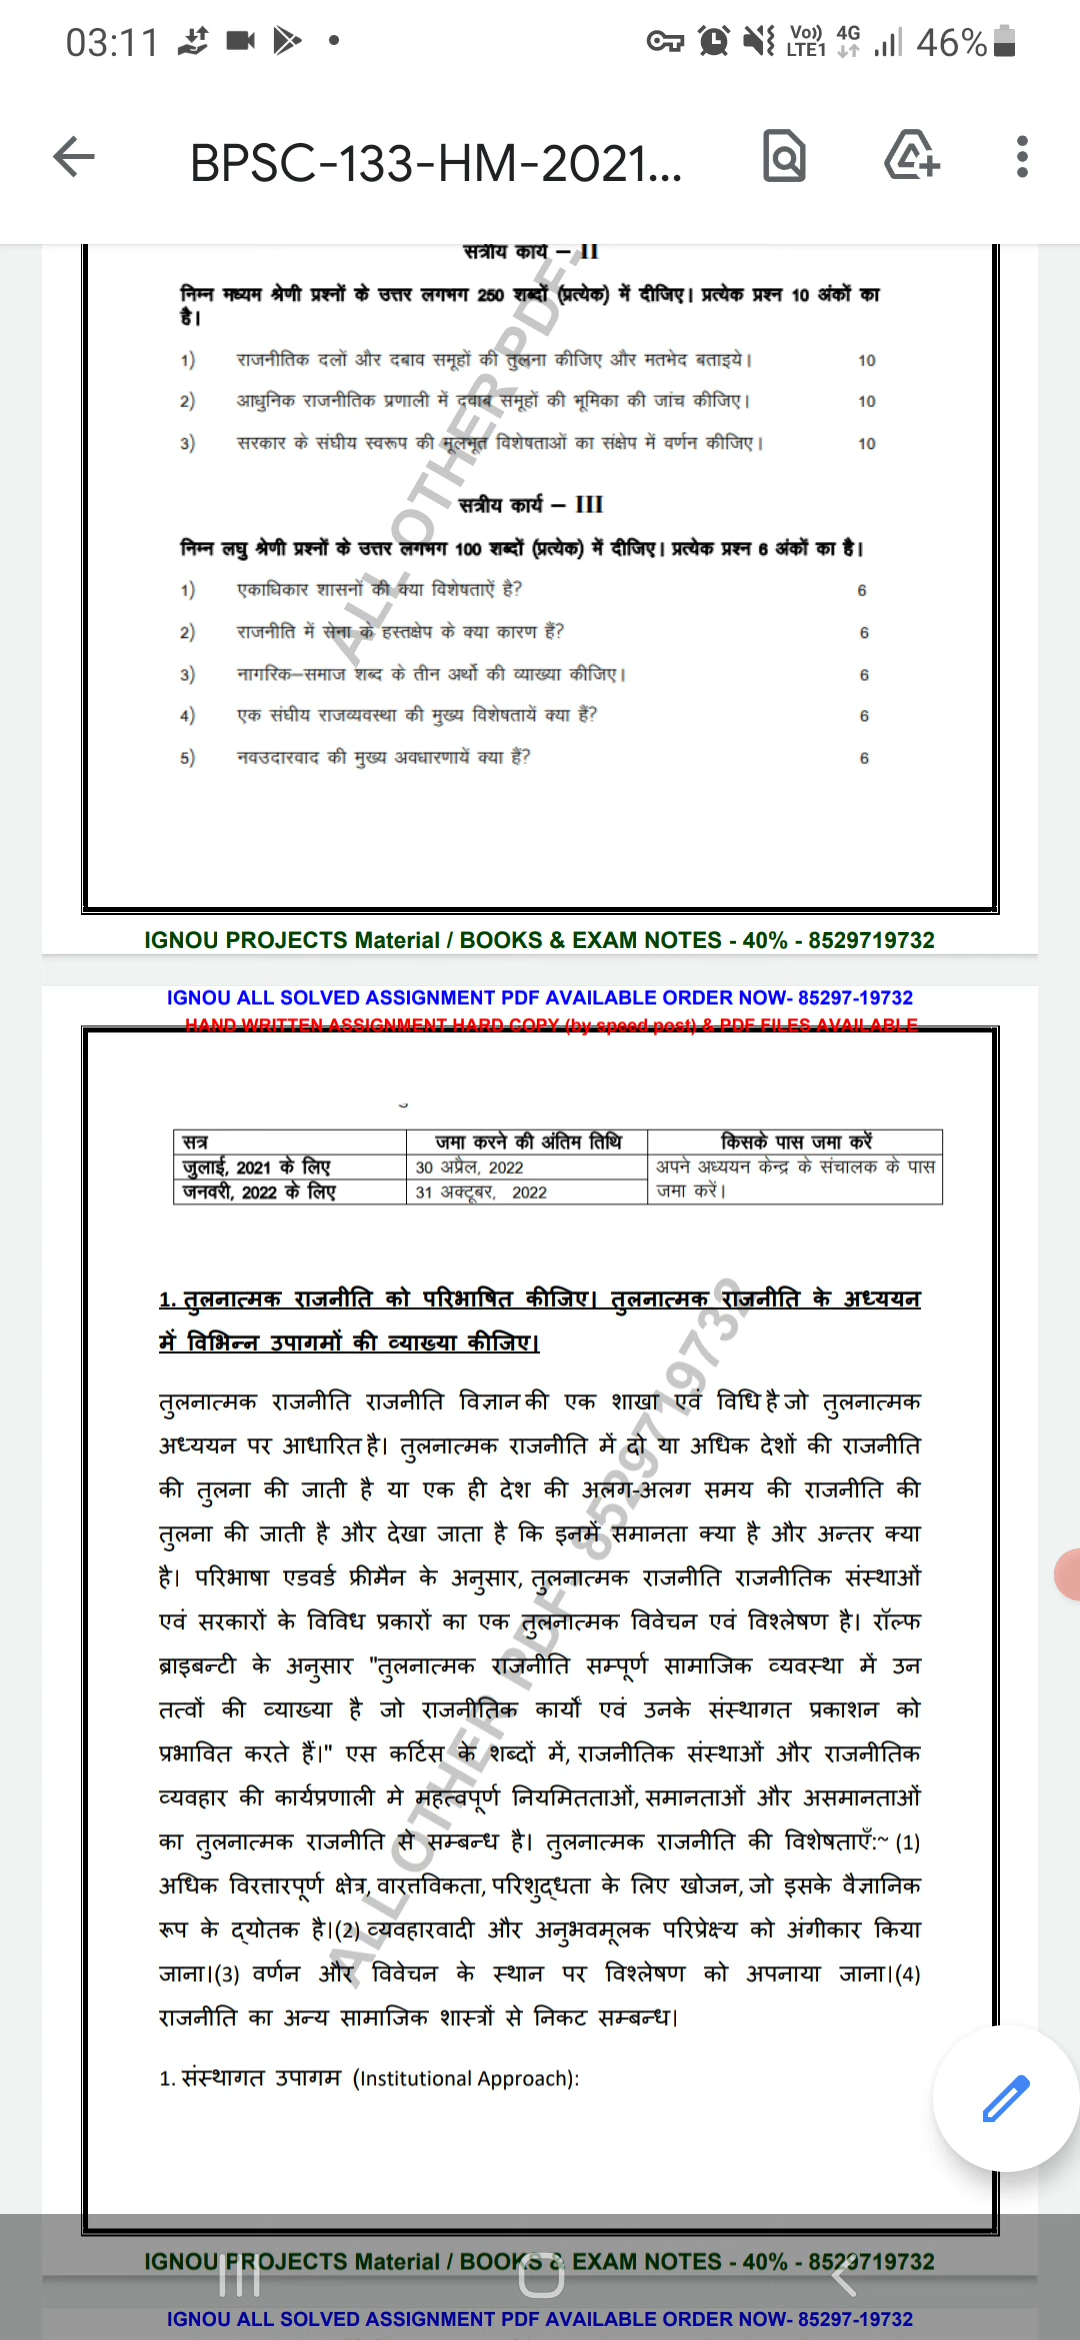 03:11
Vo)) LTE1 4G 46%
BPSC-133-HM-2021...
सत्रीय कार्य – II
निम्न मध्यम श्रेणी प्रश्नों के उत्तर लगभग 250 शब्दों (प्रत्येक) में दीजिए। प्रत्येक प्रश्न 10 अंकों का
है।
1) राजनीतिक दलों और दबाव समूहों की तुलना कीजिए और मतभेद बताइये। 10
2) आधुनिक राजनीतिक प्रणाली में दवाब समूहों की भूमिका की जांच कीजिए। 10
3) सरकार के संघीय स्वरूप की मूलभूत विशेषताओं का संक्षेप में वर्णन कीजिए। 10
सत्रीय कार्य – III
निम्न लघु श्रेणी प्रश्नों के उत्तर लगभग 100 शब्दों (प्रत्येक) में दीजिए। प्रत्येक प्रश्न 6 अंकों का है।
1) एकाधिकार शासनों की क्या विशेषताऐं है? 6
2) राजनीति में सेना के हस्तक्षेप के क्या कारण हैं? 6
3) नागरिक–समाज शब्द के तीन अर्थो की व्याख्या कीजिए। 6
4) एक संघीय राजव्यवस्था की मुख्य विशेषतायें क्या हैं? 6
5) नवउदारवाद की मुख्य अवधारणायें क्या हैं? 6
ALL OTHER PDF-
IGNOU PROJECTS Material / BOOKS & EXAM NOTES - 40% - 8529719732
IGNOU ALL SOLVED ASSIGNMENT PDF AVAILABLE ORDER NOW- 85297-19732
HAND WRITTEN ASSIGNMENT HARD COPY (by speed post) & PDF FILES AVAILABLE
सत्र जमा करने की अंतिम तिथि किसके पास जमा करें
जुलाई, 2021 के लिए 30 अप्रैल, 2022 अपने अध्ययन केन्द्र के संचालक के पास
जनवरी, 2022 के लिए 31 अक्टूबर, 2022 जमा करें।
1. तुलनात्मक राजनीति को परिभाषित कीजिए। तुलनात्मक राजनीति के अध्ययन
में विभिन्न उपागमों की व्याख्या कीजिए।
तुलनात्मक राजनीति राजनीति विज्ञान की एक शाखा एवं विधि है जो तुलनात्मक
अध्ययन पर आधारित है। तुलनात्मक राजनीति में दो या अधिक देशों की राजनीति
की तुलना की जाती है या एक ही देश की अलग-अलग समय की राजनीति की
तुलना की जाती है और देखा जाता है कि इनमें समानता क्या है और अन्तर क्या
है। परिभाषा एडवर्ड फ्रीमैन के अनुसार, तुलनात्मक राजनीति राजनीतिक संस्थाओं
एवं सरकारों के विविध प्रकारों का एक तुलनात्मक विवेचन एवं विश्लेषण है। रॉल्फ
ब्राइबन्टी के अनुसार "तुलनात्मक राजनीति सम्पूर्ण सामाजिक व्यवस्था में उन
तत्वों की व्याख्या है जो राजनीतिक कार्यों एवं उनके संस्थागत प्रकाशन को
प्रभावित करते हैं।" एस कर्टिस के शब्दों में, राजनीतिक संस्थाओं और राजनीतिक
व्यवहार की कार्यप्रणाली मे महत्वपूर्ण नियमितताओं, समानताओं और असमानताओं
का तुलनात्मक राजनीति से सम्बन्ध है। तुलनात्मक राजनीति की विशेषताएँ:~ (1)
अधिक विरत्तारपूर्ण क्षेत्र, वारत्तविकता, परिशुद्धता के लिए खोजन, जो इसके वैज्ञानिक
रूप के द्योतक है।(2) व्यवहारवादी और अनुभवमूलक परिप्रेक्ष्य को अंगीकार किया
जाना।(3) वर्णन और विवेचन के स्थान पर विश्लेषण को अपनाया जाना।(4)
राजनीति का अन्य सामाजिक शास्त्रों से निकट सम्बन्ध।
1. संस्थागत उपागम (Institutional Approach):
ALL OTHER PDF- 8529719732
IGNOU PROJECTS Material / BOOKS & EXAM NOTES - 40% - 8529719732
IGNOU ALL SOLVED ASSIGNMENT PDF AVAILABLE ORDER NOW- 85297-19732